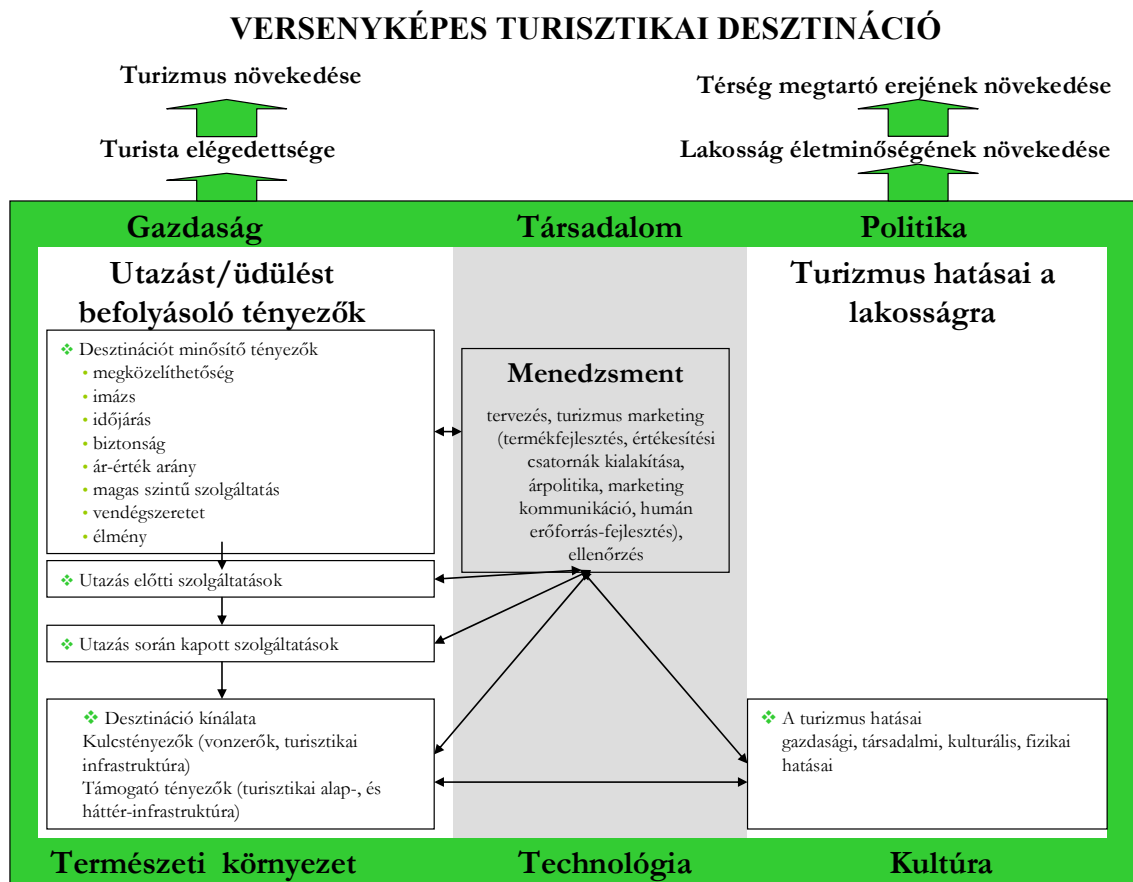 VERSENYKÉPES TURISZTIKAI DESZTINÁCIÓ
Turizmus növekedése
Térség megtartó erejének növekedése
Turista elégedettsége
Lakosság életminőségének növekedése
Gazdaság
Társadalom
Politika
Utazást/üdülést
befolyásoló tényezők
❖ Desztinációt minősítő tényezők
• megközelíthetőség
• imázs
• időjárás
• biztonság
• ár-érték arány
• magas szintű szolgáltatás
• vendégszeretet
• élmény
❖ Utazás előtti szolgáltatások
❖ Utazás során kapott szolgáltatások
❖ Desztináció kínálata
Kulcstényezők (vonzerők, turisztikai
infrastruktúra)
Támogató tényezők (turisztikai alap-, és
háttér-infrastruktúra)
Menedzsment
tervezés, turizmus marketing
(termékfejlesztés, értékesítési
csatornák kialakítása,
árpolitika, marketing
kommunikáció, humán
erőforrás-fejlesztés),
ellenőrzés
Turizmus hatásai a
lakosságra
❖ A turizmus hatásai
gazdasági, társadalmi, kulturális, fizikai
hatásai
Természeti környezet
Technológia
Kultúra